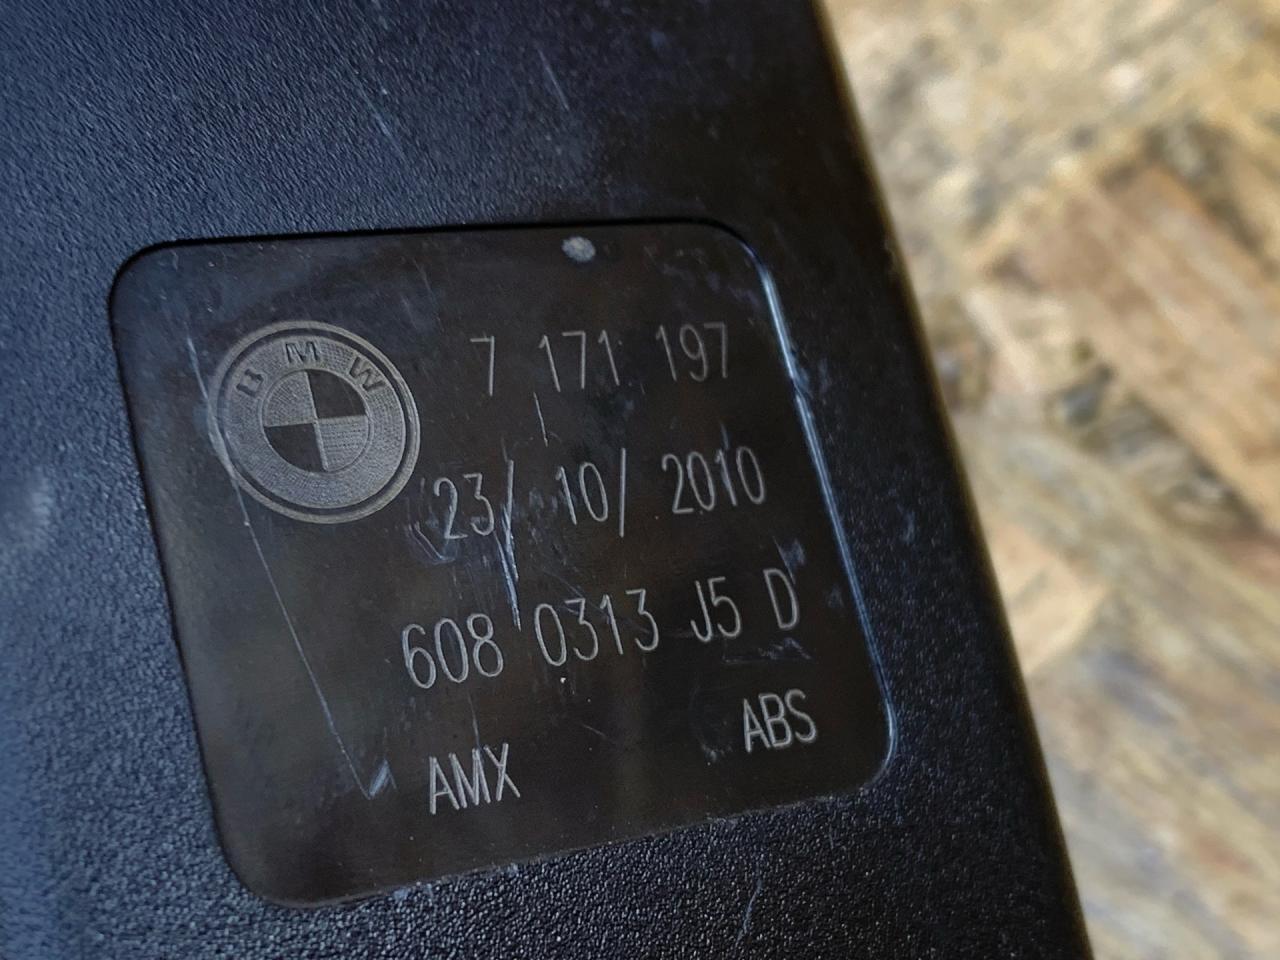 BMW
7 171 197
23/ 10/ 2010
608 0313 J5 D
AMX ABS